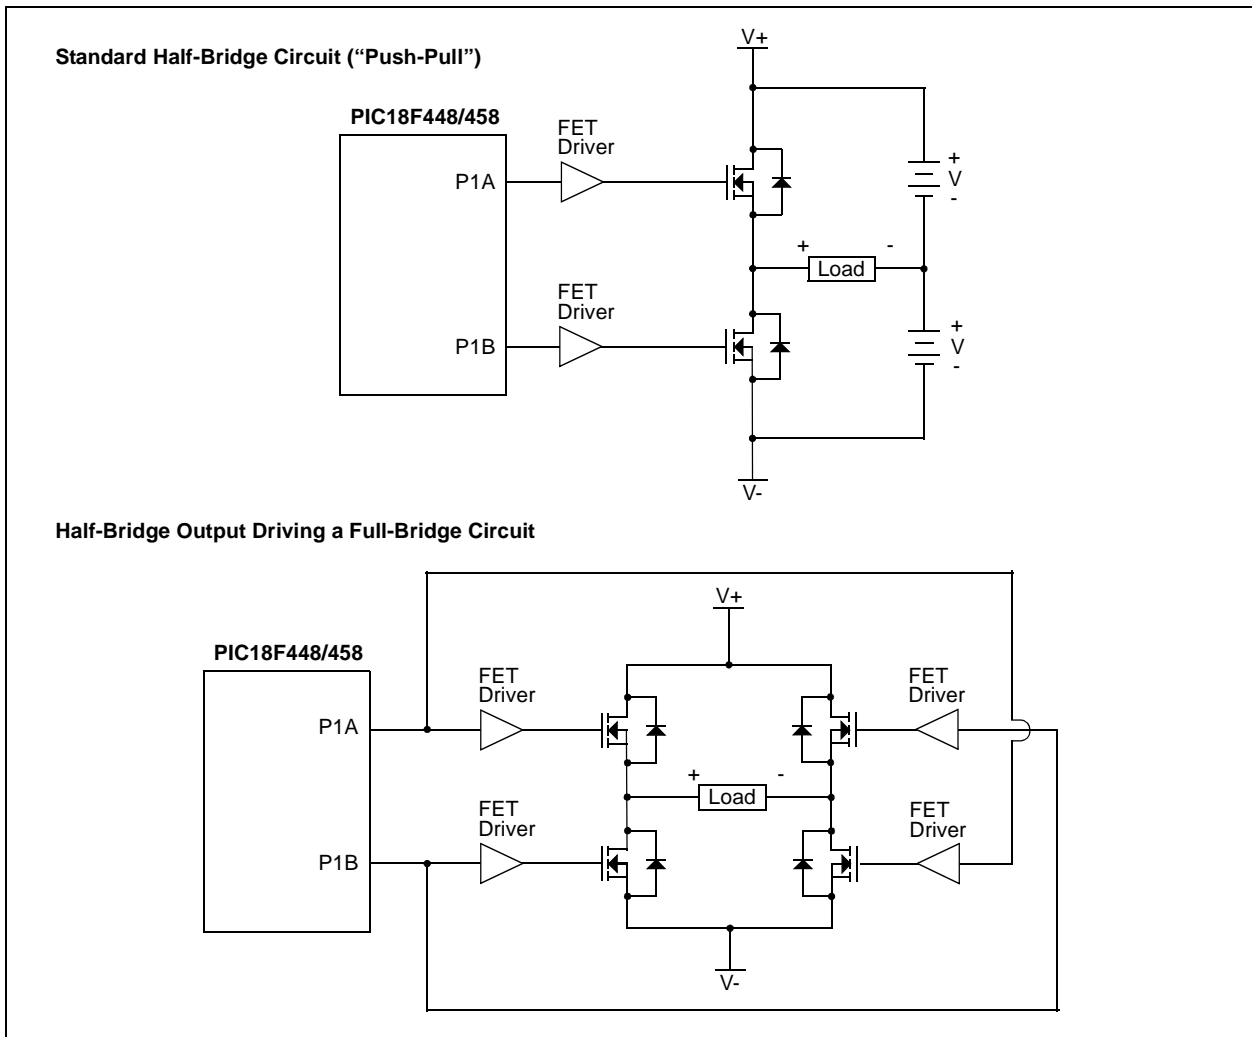 Standard Half-Bridge Circuit (“Push-Pull”)
V+
PIC18F448/458
FET
Driver
P1A
+
V
-
+ -
Load
FET
Driver
P1B
+
V
-
V-
Half-Bridge Output Driving a Full-Bridge Circuit
V+
PIC18F448/458
FET
Driver
FET
Driver
P1A
+ -
Load
FET
Driver
FET
Driver
P1B
V-